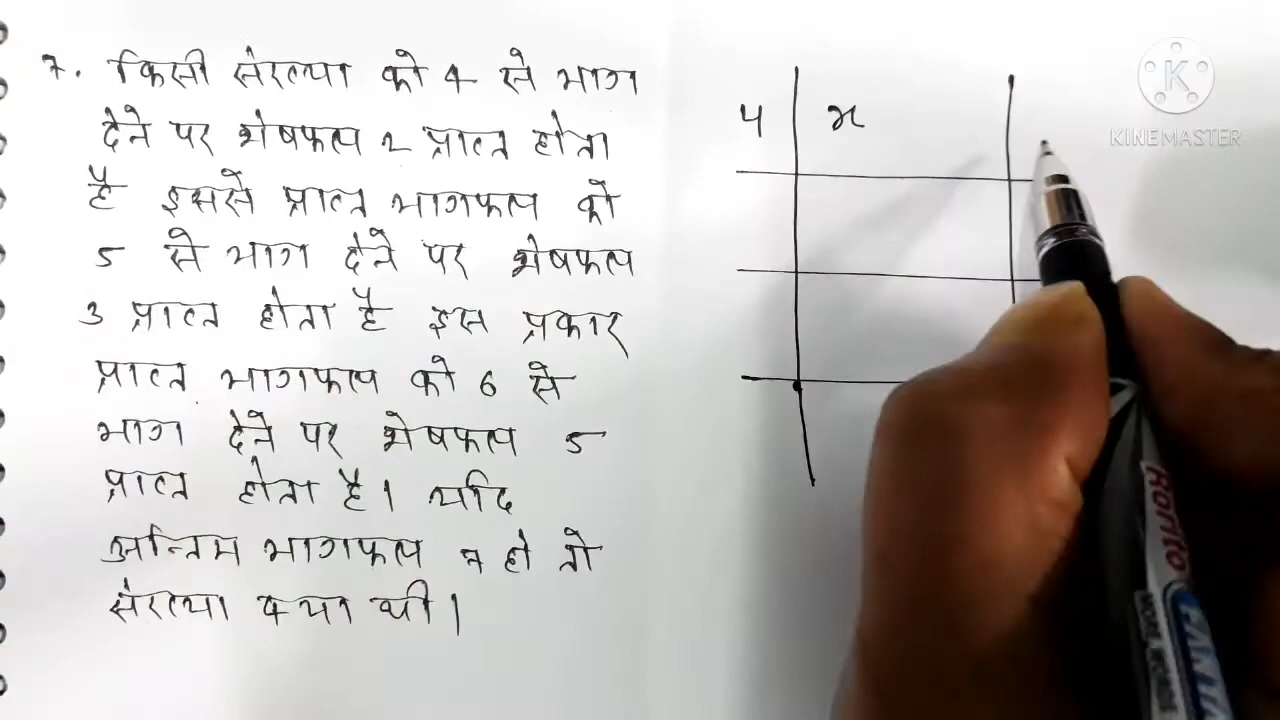 7. किसी संख्या को 4 से भाग
देने पर शेषफल 2 प्राप्त होता
है इससे प्राप्त भागफल को
5 से भाग देने पर शेषफल
3 प्राप्त होता है इस प्रकार
प्राप्त भागफल को 6 से
भाग देने पर शेषफल 5
प्राप्त होता है। यदि
अन्तिम भागफल 7 हो तो
संख्या क्या थी।
4 x
K
KINEMASTER
Rorito